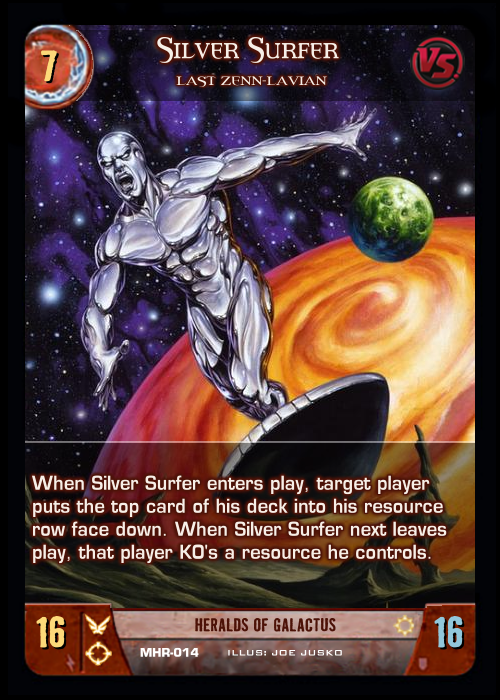 7
SILVER SURFER
VS.
LAST ZENN-LAVIAN
When Silver Surfer enters play, target player
puts the top card of his deck into his resource
row face down. When Silver Surfer next leaves
play, that player KO's a resource he controls.
16
HERALDS OF GALACTUS
16
MHR-014 ILLUS: JOE JUSKO